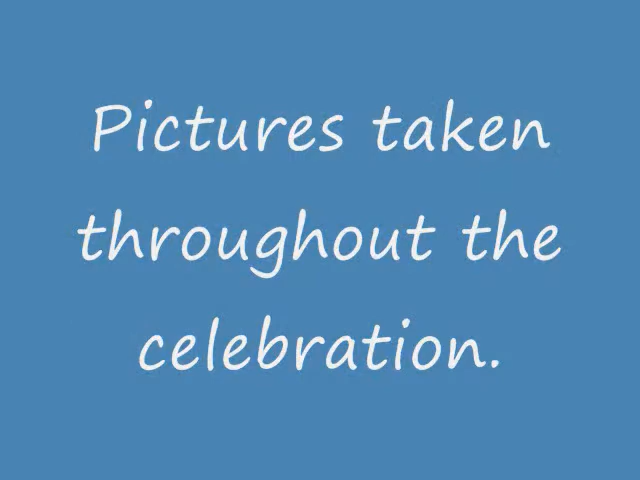 Pictures taken
throughout the
celebration.